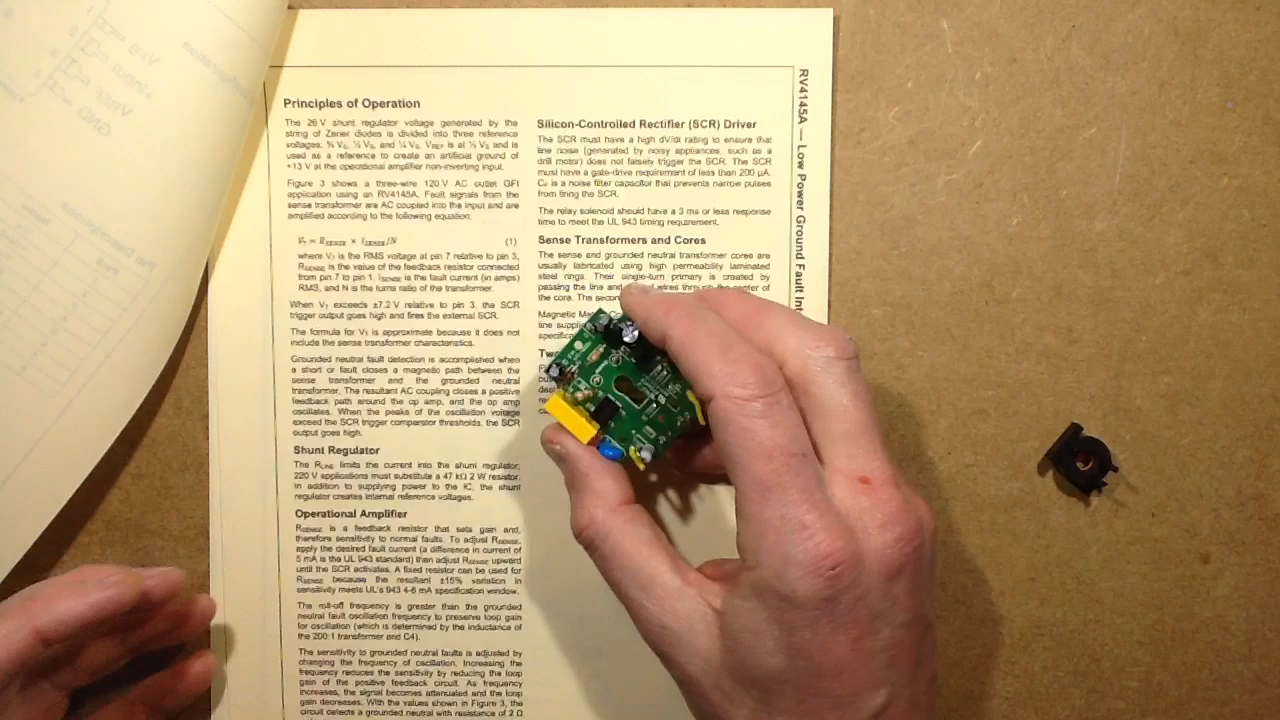 Principles of Operation
The 26 V shunt regulator voltage generated by the
string of Zener diodes is divided into three reference
voltages: ¾ Vs, ½ Vs, and ¼ Vs. VREF is at ½ Vs and is
used as a reference to create an artificial ground of
+13 V at the operational amplifier non-inverting input.
Figure 3 shows a three-wire 120 V AC outlet GFI
application using an RV4145A. Fault signals from the
sense transformer are AC coupled into the input and are
amplified according to the following equation:
V7 = RSENSE × ISENSE/N (1)
where V7 is the RMS voltage at pin 7 relative to pin 3,
RSENSE is the value of the feedback resistor connected
from pin 7 to pin 1, ISENSE is the fault current (in amps)
RMS, and N is the turns ratio of the transformer.
When V7 exceeds ±7.2 V relative to pin 3, the SCR
trigger output goes high and fires the external SCR.
The formula for V7 is approximate because it does not
include the sense transformer characteristics.
Grounded neutral fault detection is accomplished when
a short or fault closes a magnetic path between the
sense transformer and the grounded neutral
transformer. The resultant AC coupling closes a positive
feedback path around the op amp, and the op amp
oscillates. When the peaks of the oscillation voltage
exceed the SCR trigger comparator thresholds, the SCR
output goes high.
Shunt Regulator
The RLINE limits the current into the shunt regulator;
220 V applications must substitute a 47 kΩ 2 W resistor.
In addition to supplying power to the IC, the shunt
regulator creates internal reference voltages.
Operational Amplifier
RSENSE is a feedback resistor that sets gain and,
therefore sensitivity to normal faults. To adjust RSENSE,
apply the desired fault current (a difference in current of
5 mA is the UL 943 standard) then adjust RSENSE upward
until the SCR activates. A fixed resistor can be used for
RSENSE because the resultant ±15% variation in
sensitivity meets UL's 943 4-6 mA specification window.
The roll-off frequency is greater than the grounded
neutral fault oscillation frequency to preserve loop gain
for oscillation (which is determined by the inductance of
the 200:1 transformer and C4).
The sensitivity to grounded neutral faults is adjusted by
changing the frequency of oscillation. Increasing the
frequency reduces the sensitivity by reducing the loop
gain of the positive feedback circuit. As frequency
increases, the signal becomes attenuated and the loop
gain decreases. With the values shown in Figure 3, the
circuit detects a grounded neutral with resistance of 2 Ω
Silicon-Controlled Rectifier (SCR) Driver
The SCR must have a high dV/dt rating to ensure that
line noise (generated by noisy appliances, such as a
drill motor) does not falsely trigger the SCR. The SCR
must have a gate-drive requirement of less than 200 µA.
is a noise filter capacitor that prevents narrow pulses
from firing the SCR.
The relay solenoid should have a 3 ms or less response
time to meet the UL 943 timing requirement.
Sense Transformers and Cores
The sense and grounded neutral transformer cores are
usually fabricated using high permeability laminated
steel rings. Their single-turn primary is created by
passing the line and wires through the center of
the core. The
Magnetic
line
RV4145A — Low Power Ground Fault